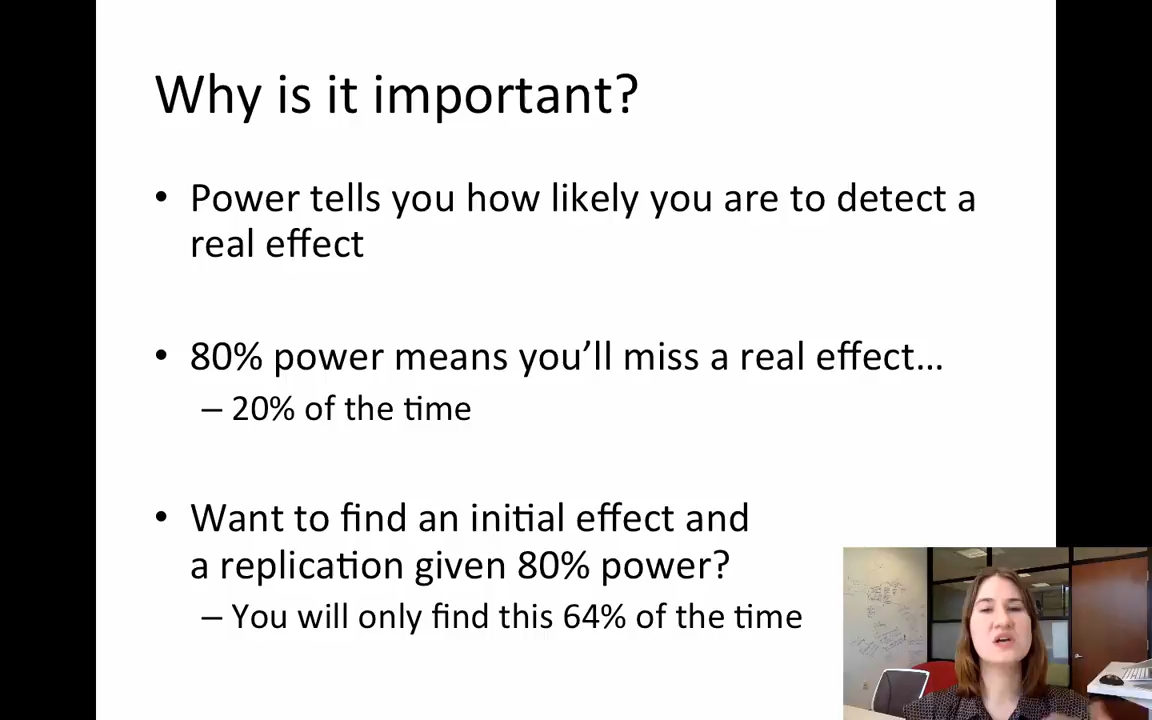 Why is it important?
• Power tells you how likely you are to detect a
real effect
• 80% power means you’ll miss a real effect…
– 20% of the time
• Want to find an initial effect and
a replication given 80% power?
– You will only find this 64% of the time